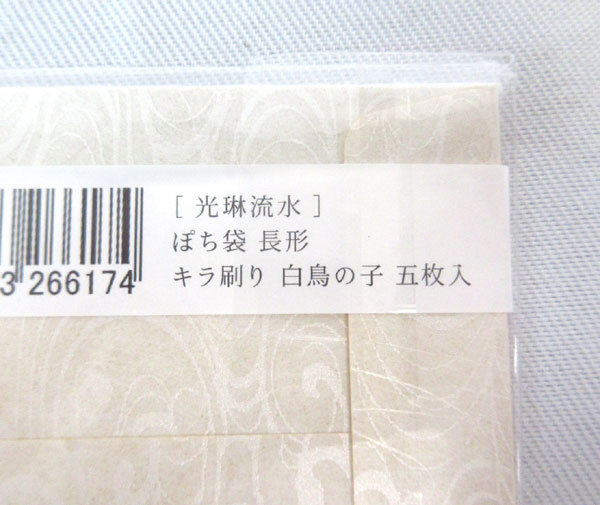 [ 光琳流水 ]
ぽち袋 長形
キラ刷り 白鳥の子 五枚入
3 266174